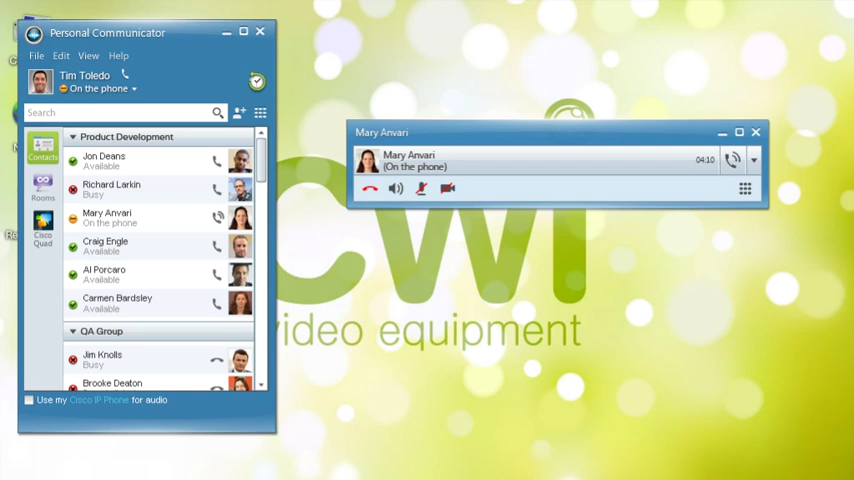 Personal Communicator
File Edit View Help
Tim Toledo
On the phone
Search
Contacts
Rooms
Cisco Quad
Product Development
Jon Deans
Available
Richard Larkin
Busy
Mary Anvari
On the phone
Craig Engle
Available
Al Porcaro
Available
Carmen Bardsley
Available
QA Group
Jim Knolls
Busy
Brooke Deaton
Use my Cisco IP Phone for audio
Mary Anvari
Mary Anvari
(On the phone)
04:10
cwi
video equipment